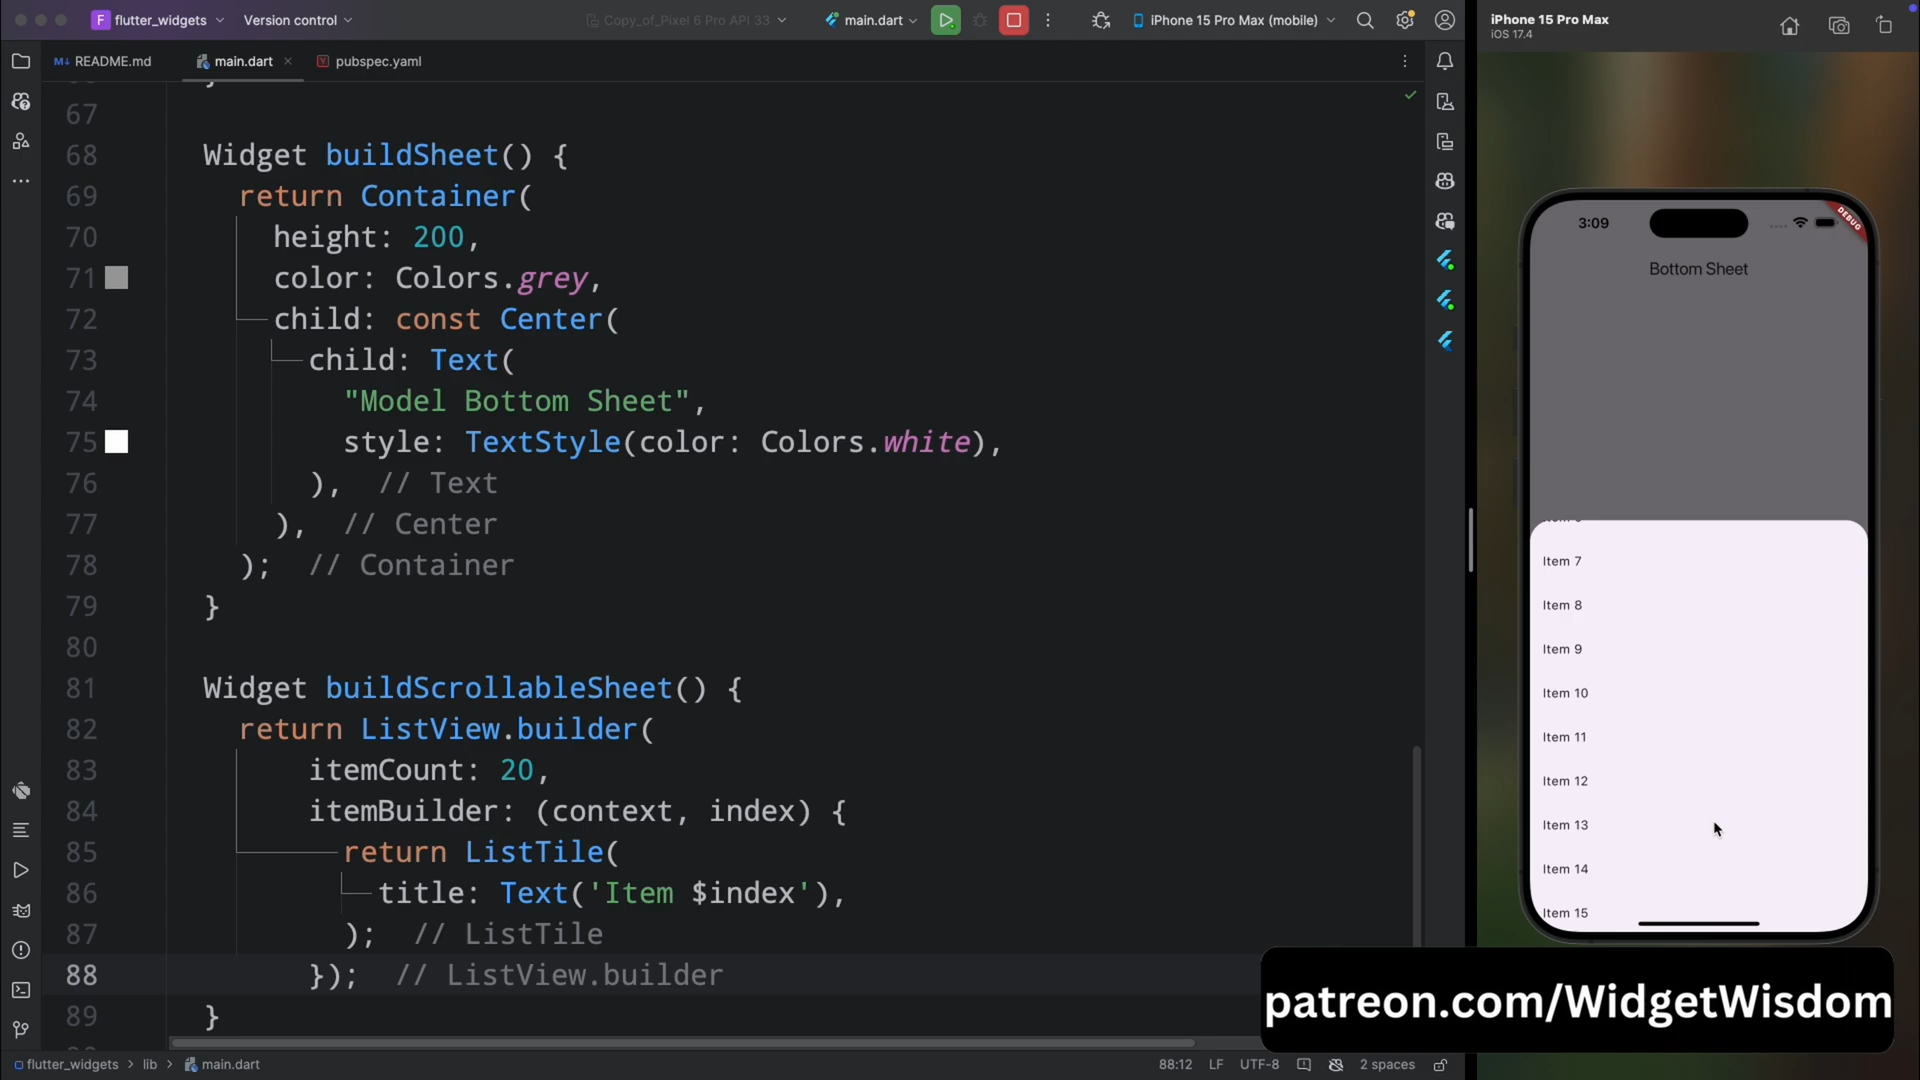 F flutter_widgets Version control Copy_of_Pixel 6 Pro API 33 main.dart iPhone 15 Pro Max (mobile)
README.md main.dart pubspec.yaml
67
68 Widget buildSheet() {
69 return Container(
70 height: 200,
71 color: Colors.grey,
72 child: const Center(
73 child: Text(
74 "Model Bottom Sheet",
75 style: TextStyle(color: Colors.white),
76 ), // Text
77 ), // Center
78 ); // Container
79 }
80
81 Widget buildScrollableSheet() {
82 return ListView.builder(
83 itemCount: 20,
84 itemBuilder: (context, index) {
85 return ListTile(
86 title: Text('Item $index'),
87 ); // ListTile
88 }); // ListView.builder
89 }
flutter_widgets > lib > main.dart 88:12 LF UTF-8 2 spaces
iPhone 15 Pro Max
iOS 17.4
3:09
DEBUG
Bottom Sheet
Item 7
Item 8
Item 9
Item 10
Item 11
Item 12
Item 13
Item 14
Item 15
patreon.com/WidgetWisdom